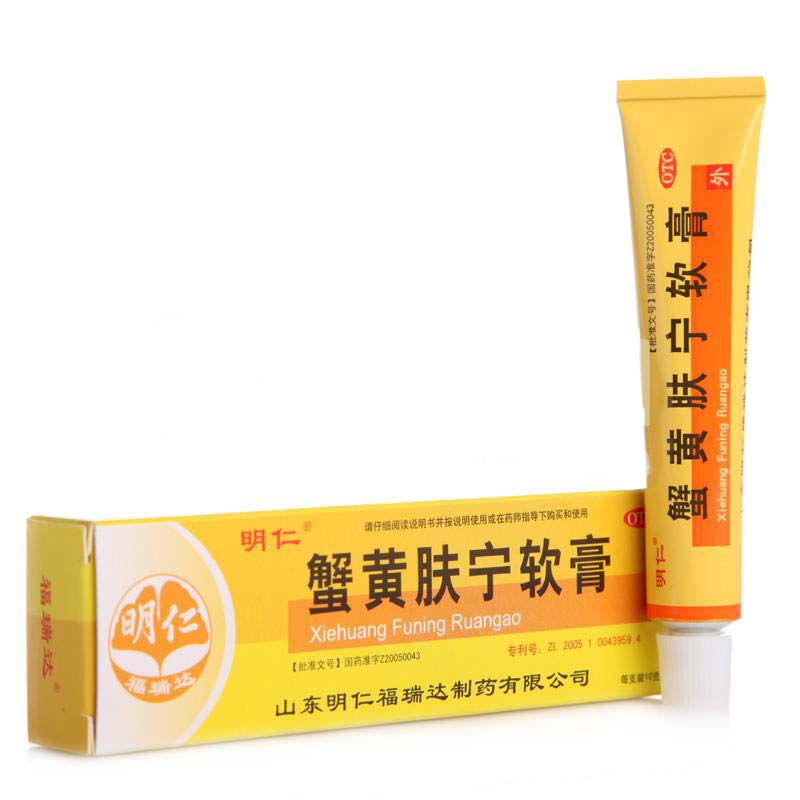 明仁®
请仔细阅读说明书并按说明使用或在药师指导下购买和使用
OTC
蟹黄肤宁软膏
Xiehuang Funing Ruangao
【批准文号】国药准字Z20050043
专利号：ZL 2005 1 0043959.4
山东明仁福瑞达制药有限公司
每支装10克
明仁
福瑞达
福瑞达®
OTC
外
【批准文号】国药准字Z20050043
蟹黄肤宁软膏
Xiehuang Funing Ruangao
明仁®